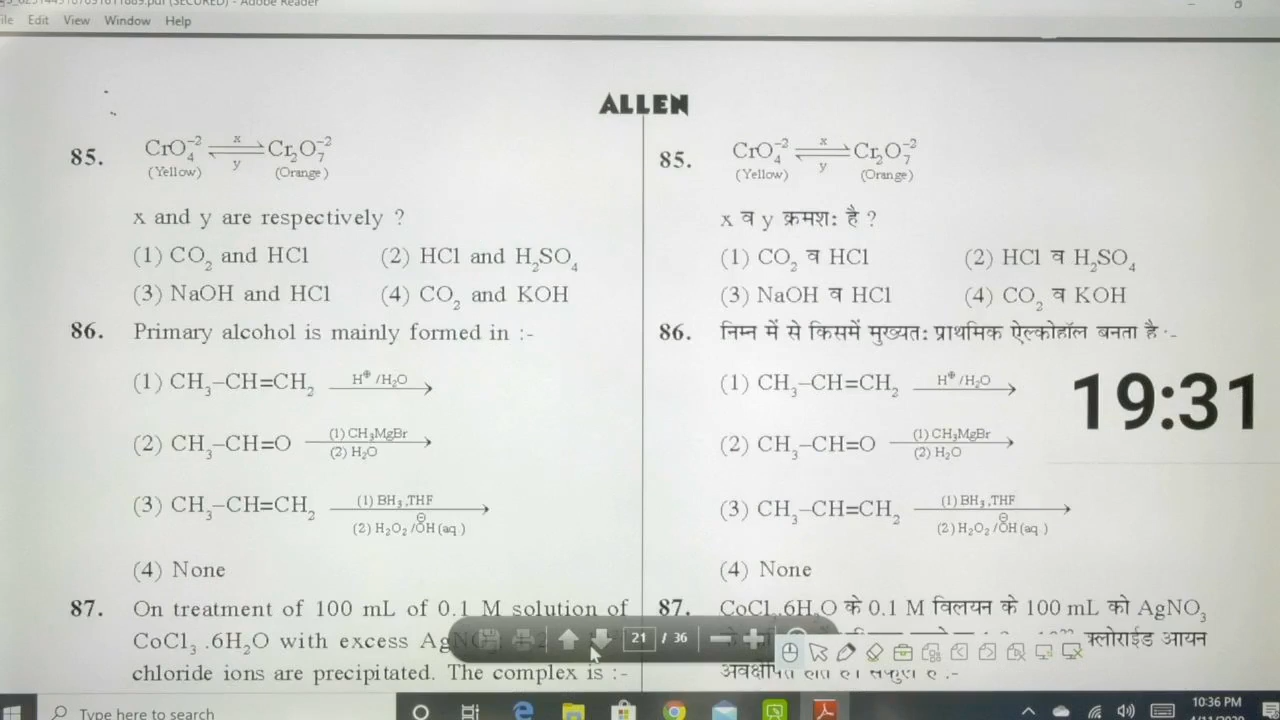 File Edit View Window Help
ALLEN
85. CrO₄⁻² x y Cr₂O₇⁻²
(Yellow) (Orange)
x and y are respectively ?
(1) CO₂ and HCl (2) HCl and H₂SO₄
(3) NaOH and HCl (4) CO₂ and KOH
86. Primary alcohol is mainly formed in :-
(1) CH₃–CH=CH₂ H⊕/H₂O
(2) CH₃–CH=O (1) CH₃MgBr (2) H₂O
(3) CH₃–CH=CH₂ (1) BH₃,THF (2) H₂O₂/⊖OH(aq.)
(4) None
87. On treatment of 100 mL of 0.1 M solution of
CoCl₃.6H₂O with excess
chloride ions are precipitated. The complex is :-
85. CrO₄⁻² x y Cr₂O₇⁻²
(Yellow) (Orange)
x व y क्रमशः है ?
(1) CO₂ व HCl (2) HCl व H₂SO₄
(3) NaOH व HCl (4) CO₂ व KOH
86. निम्न में से किसमें मुख्यतः प्राथमिक ऐल्कोहॉल बनता है :-
(1) CH₃–CH=CH₂ H⊕/H₂O
(2) CH₃–CH=O (1) CH₃MgBr (2) H₂O
(3) CH₃–CH=CH₂ (1) BH₃,THF (2) H₂O₂/⊖OH(aq.)
(4) None
87. CoCl₃.6H₂O के 0.1 M विलयन के 100 mL को AgNO₃
क्लोराईड आयन
19:31
21 / 36
Type here to search
10:36 PM